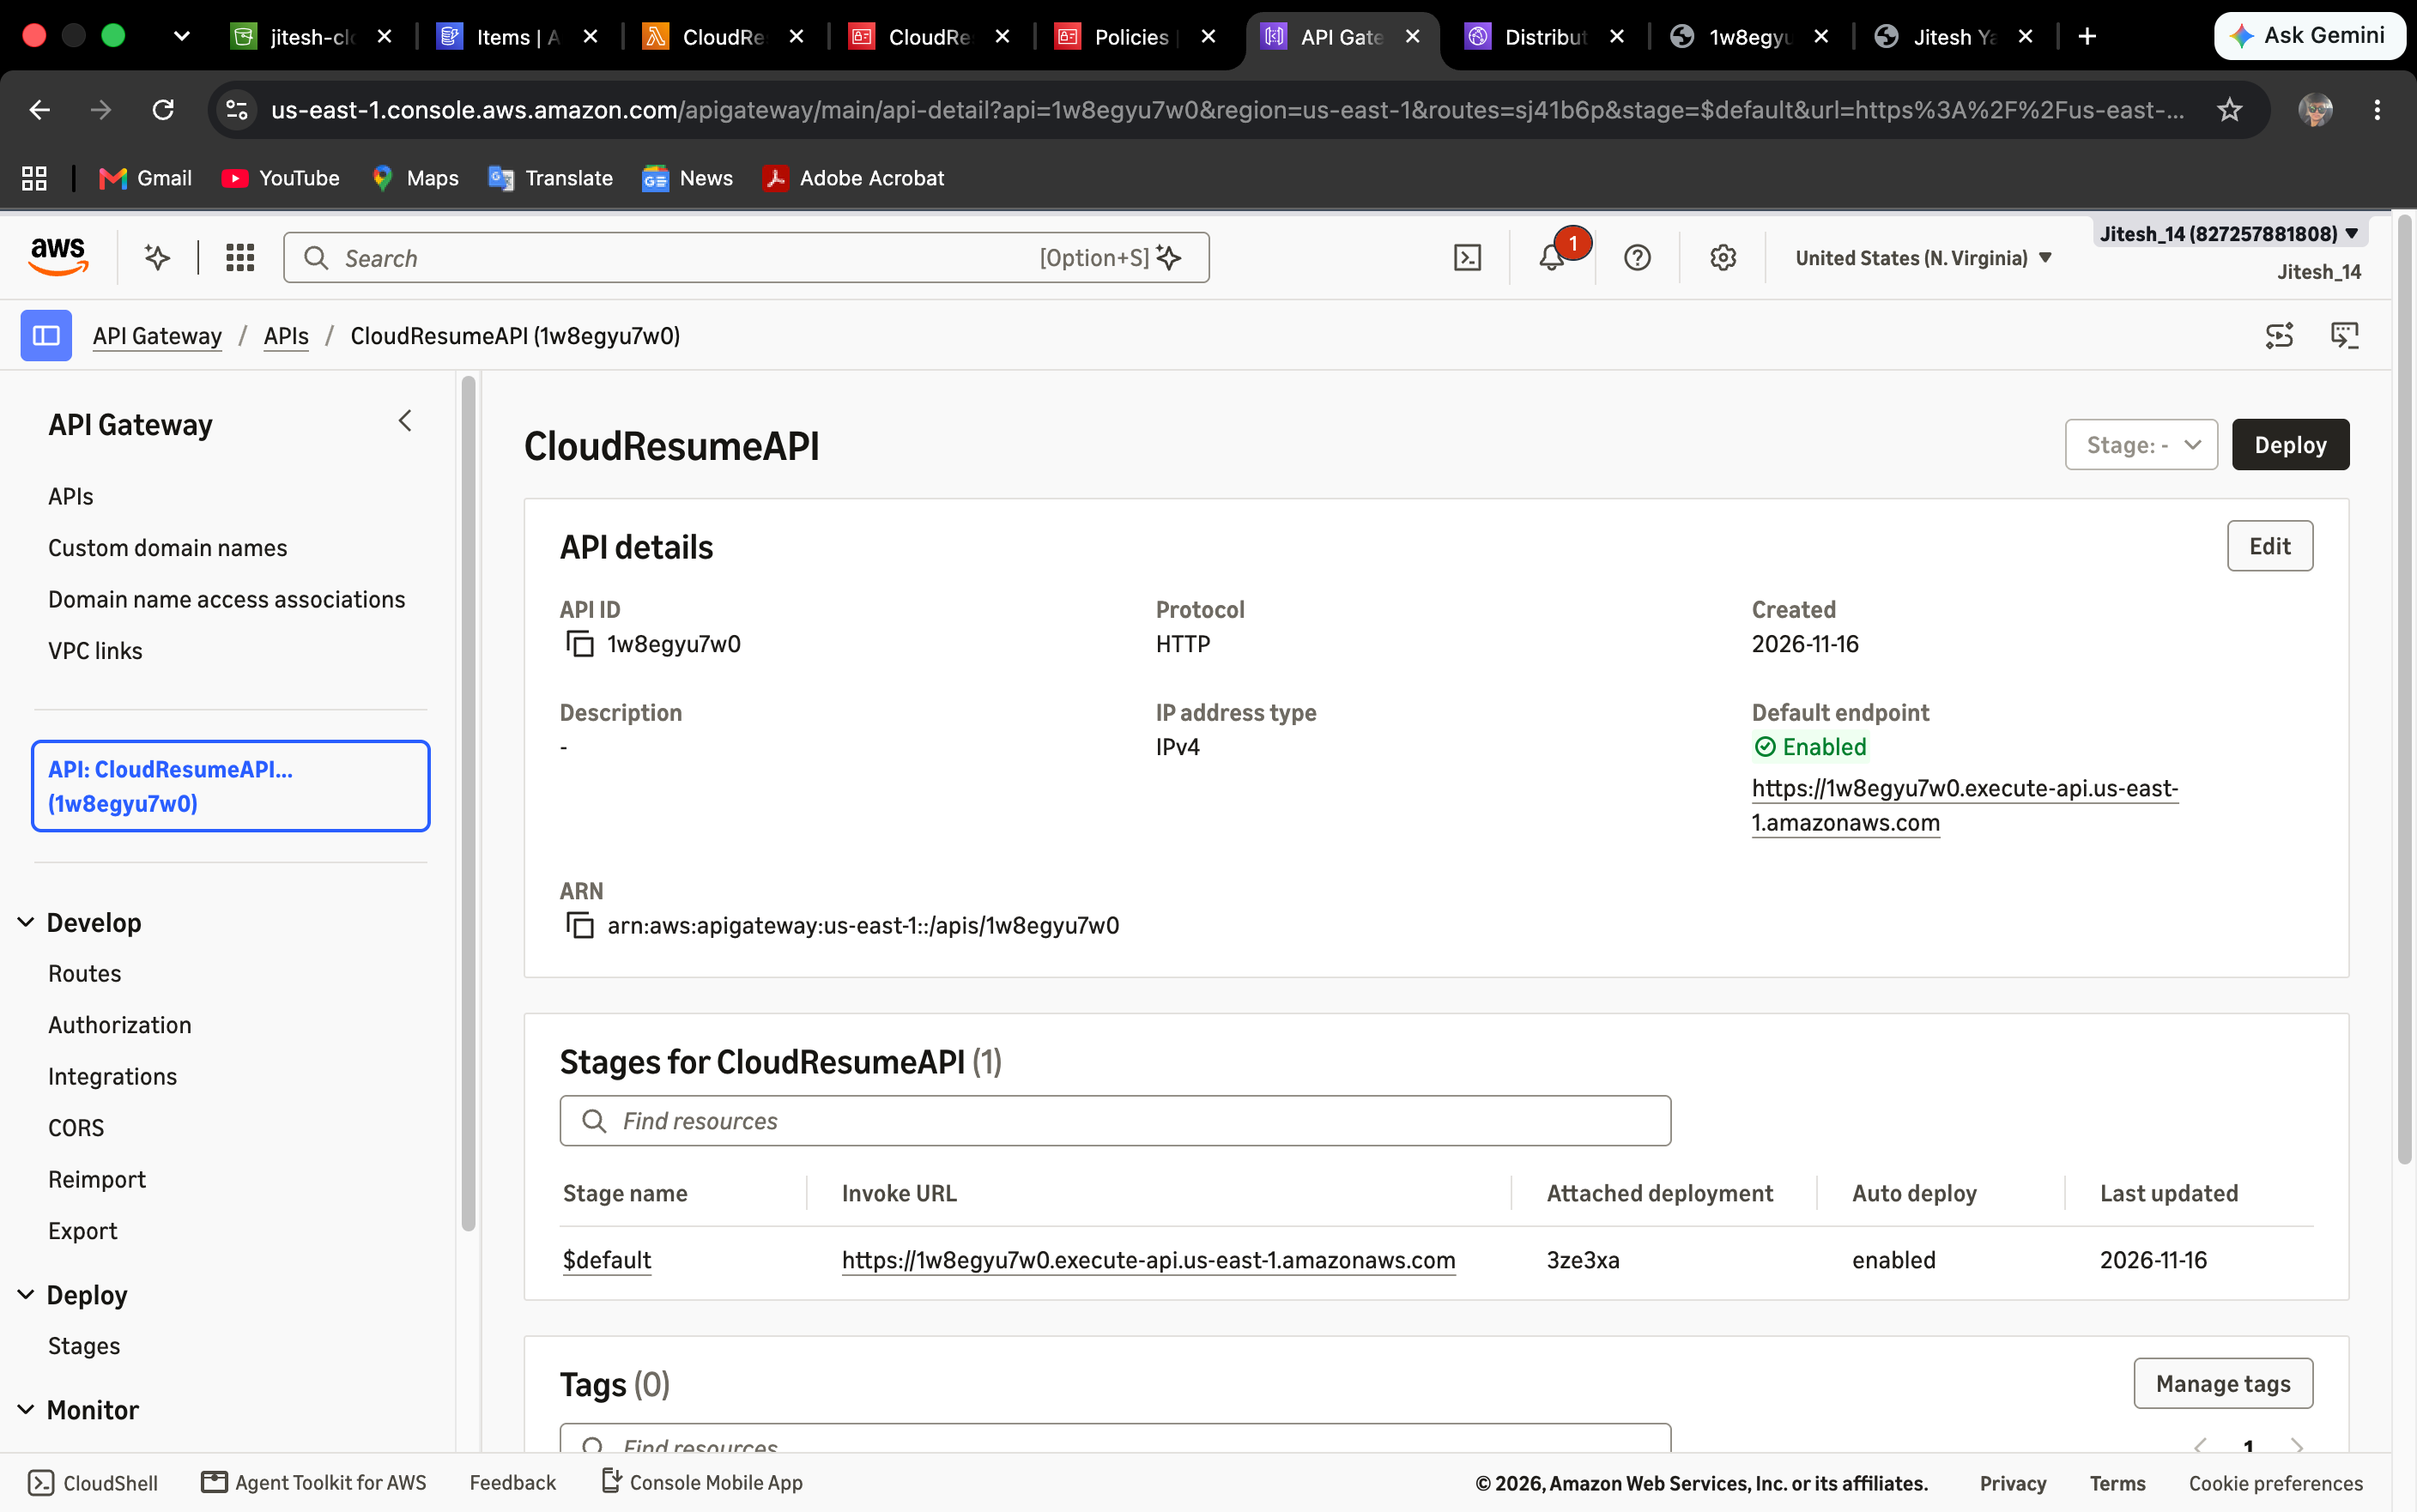 jitesh-clo
Items | A
CloudRe
CloudRe
Policies
API Gate
Distribut
1w8egyu
Jitesh Ya
Ask Gemini
us-east-1.console.aws.amazon.com/apigateway/main/api-detail?api=1w8egyu7w0&region=us-east-1&routes=sj41b6p&stage=$default&url=https%3A%2F%2Fus-east-...
Gmail
YouTube
Maps
Translate
News
Adobe Acrobat
aws
Search
[Option+S]
1
United States (N. Virginia)
Jitesh_14 (827257881808)
Jitesh_14
API Gateway / APIs / CloudResumeAPI (1w8egyu7w0)
API Gateway
APIs
Custom domain names
Domain name access associations
VPC links
API: CloudResumeAPI...
(1w8egyu7w0)
Develop
Routes
Authorization
Integrations
CORS
Reimport
Export
Deploy
Stages
Monitor
CloudResumeAPI
Stage: -
Deploy
API details
Edit
API ID
1w8egyu7w0
Protocol
HTTP
Created
2026-11-16
Description
-
IP address type
IPv4
Default endpoint
Enabled
https://1w8egyu7w0.execute-api.us-east-
1.amazonaws.com
ARN
arn:aws:apigateway:us-east-1::/apis/1w8egyu7w0
Stages for CloudResumeAPI (1)
Find resources
Stage name
Invoke URL
Attached deployment
Auto deploy
Last updated
$default
https://1w8egyu7w0.execute-api.us-east-1.amazonaws.com
3ze3xa
enabled
2026-11-16
Tags (0)
Manage tags
Find resources
1
CloudShell
Agent Toolkit for AWS
Feedback
Console Mobile App
© 2026, Amazon Web Services, Inc. or its affiliates.
Privacy
Terms
Cookie preferences